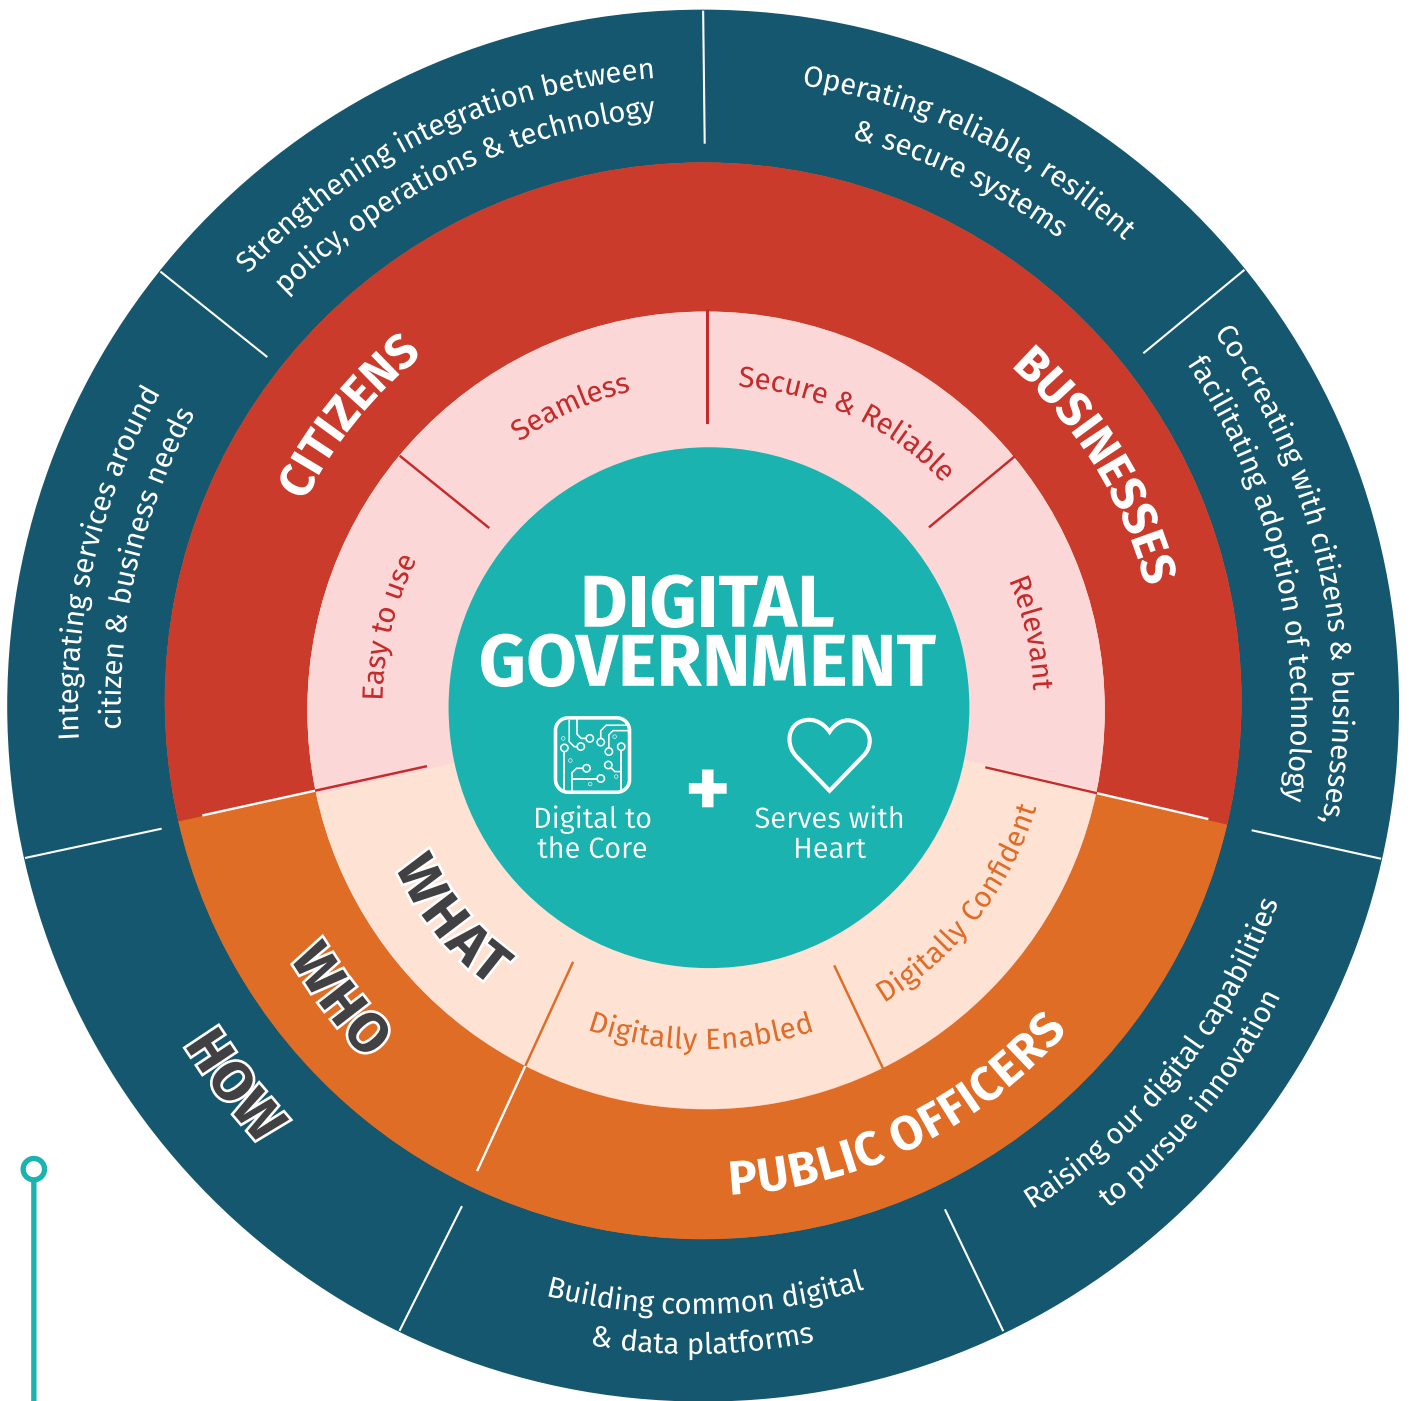 Strengthening integration between
policy, operations & technology
Operating reliable, resilient
& secure systems
Co-creating with citizens & businesses,
facilitating adoption of technology
Raising our digital capabilities
to pursue innovation
Building common digital
& data platforms
HOW
Integrating services around
citizen & business needs
CITIZENS
BUSINESSES
PUBLIC OFFICERS
WHO
Seamless
Secure & Reliable
Relevant
Digitally Confident
Digitally Enabled
WHAT
Easy to use
DIGITAL
GOVERNMENT
Digital to
the Core
+
Serves with
Heart